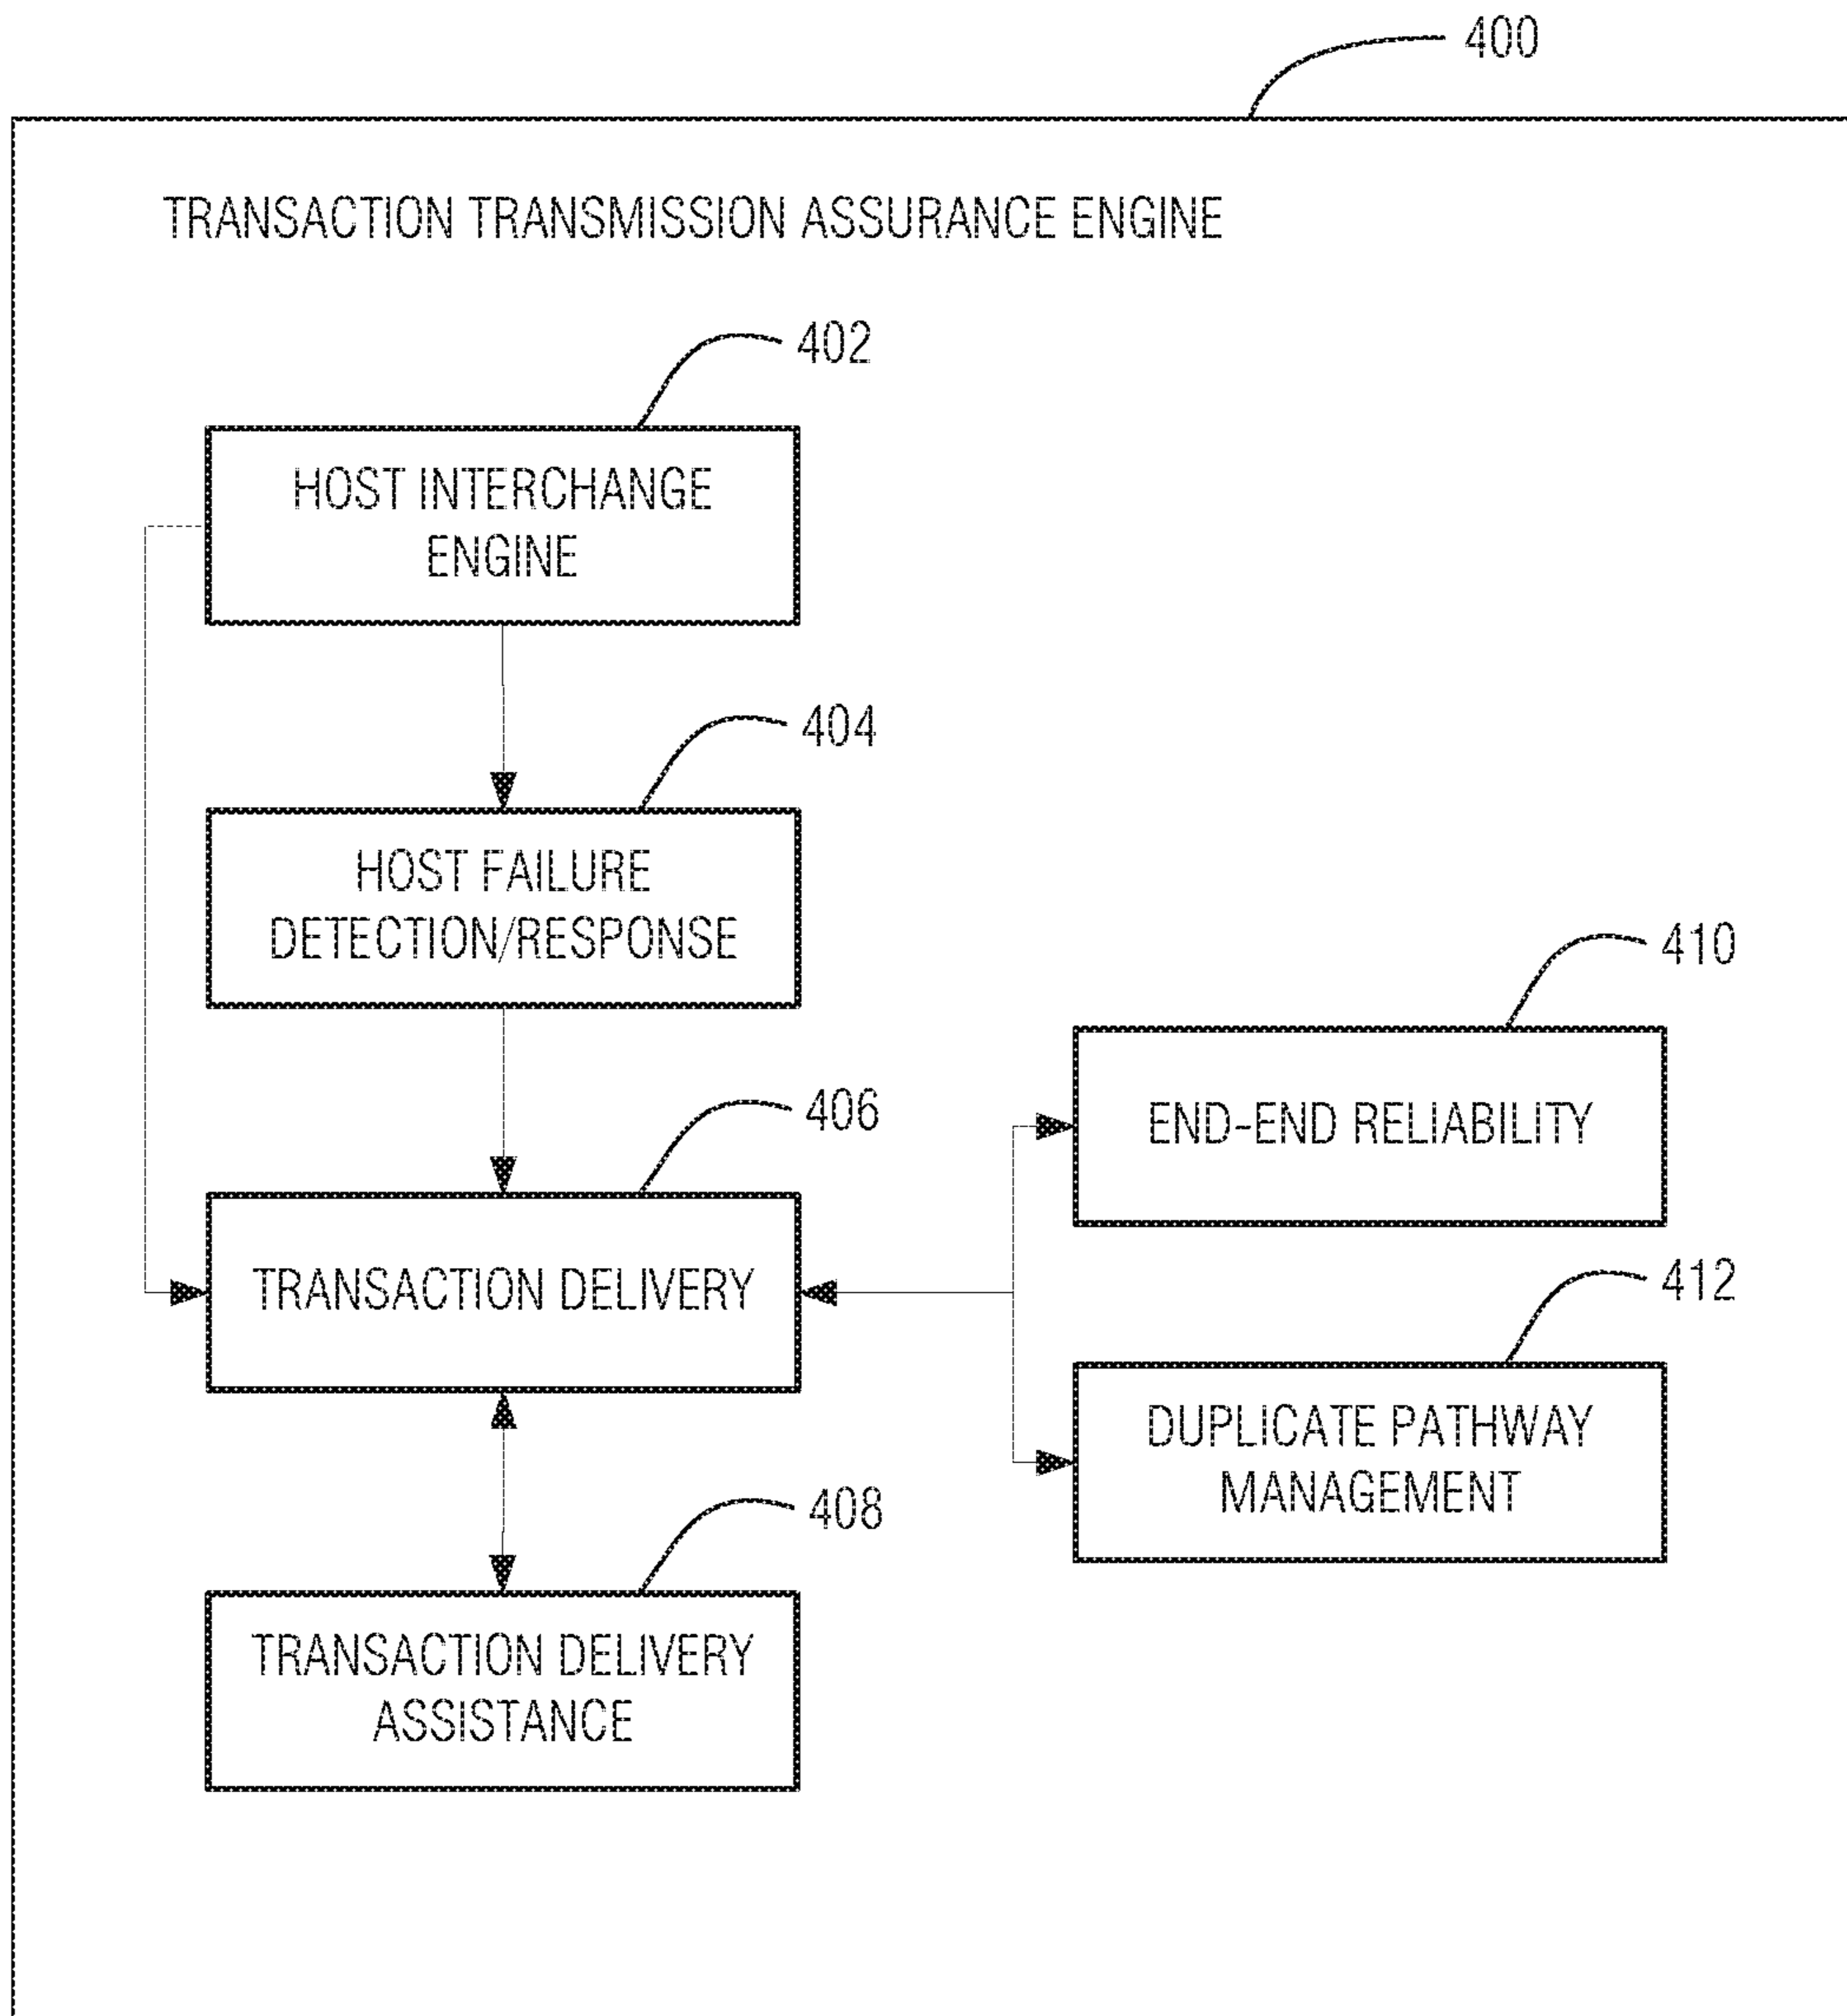 400
TRANSACTION TRANSMISSION ASSURANCE ENGINE
402
HOST INTERCHANGE
ENGINE
404
HOST FAILURE
DETECTION/RESPONSE
410
END-END RELIABILITY
406
TRANSACTION DELIVERY
412
DUPLICATE PATHWAY
MANAGEMENT
408
TRANSACTION DELIVERY
ASSISTANCE